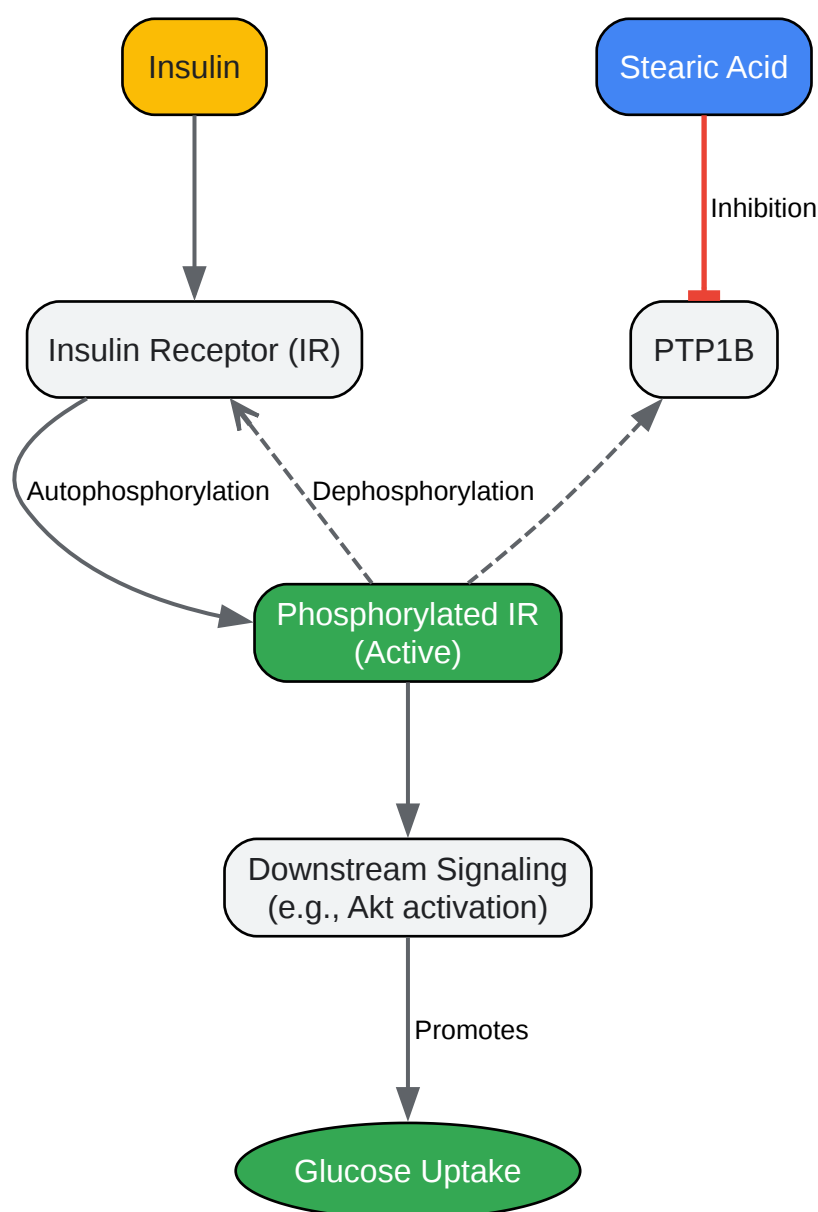 Insulin
Stearic Acid
Inhibition
Insulin Receptor (IR)
PTP1B
Autophosphorylation
Dephosphorylation
Phosphorylated IR
(Active)
Downstream Signaling
(e.g., Akt activation)
Promotes
Glucose Uptake